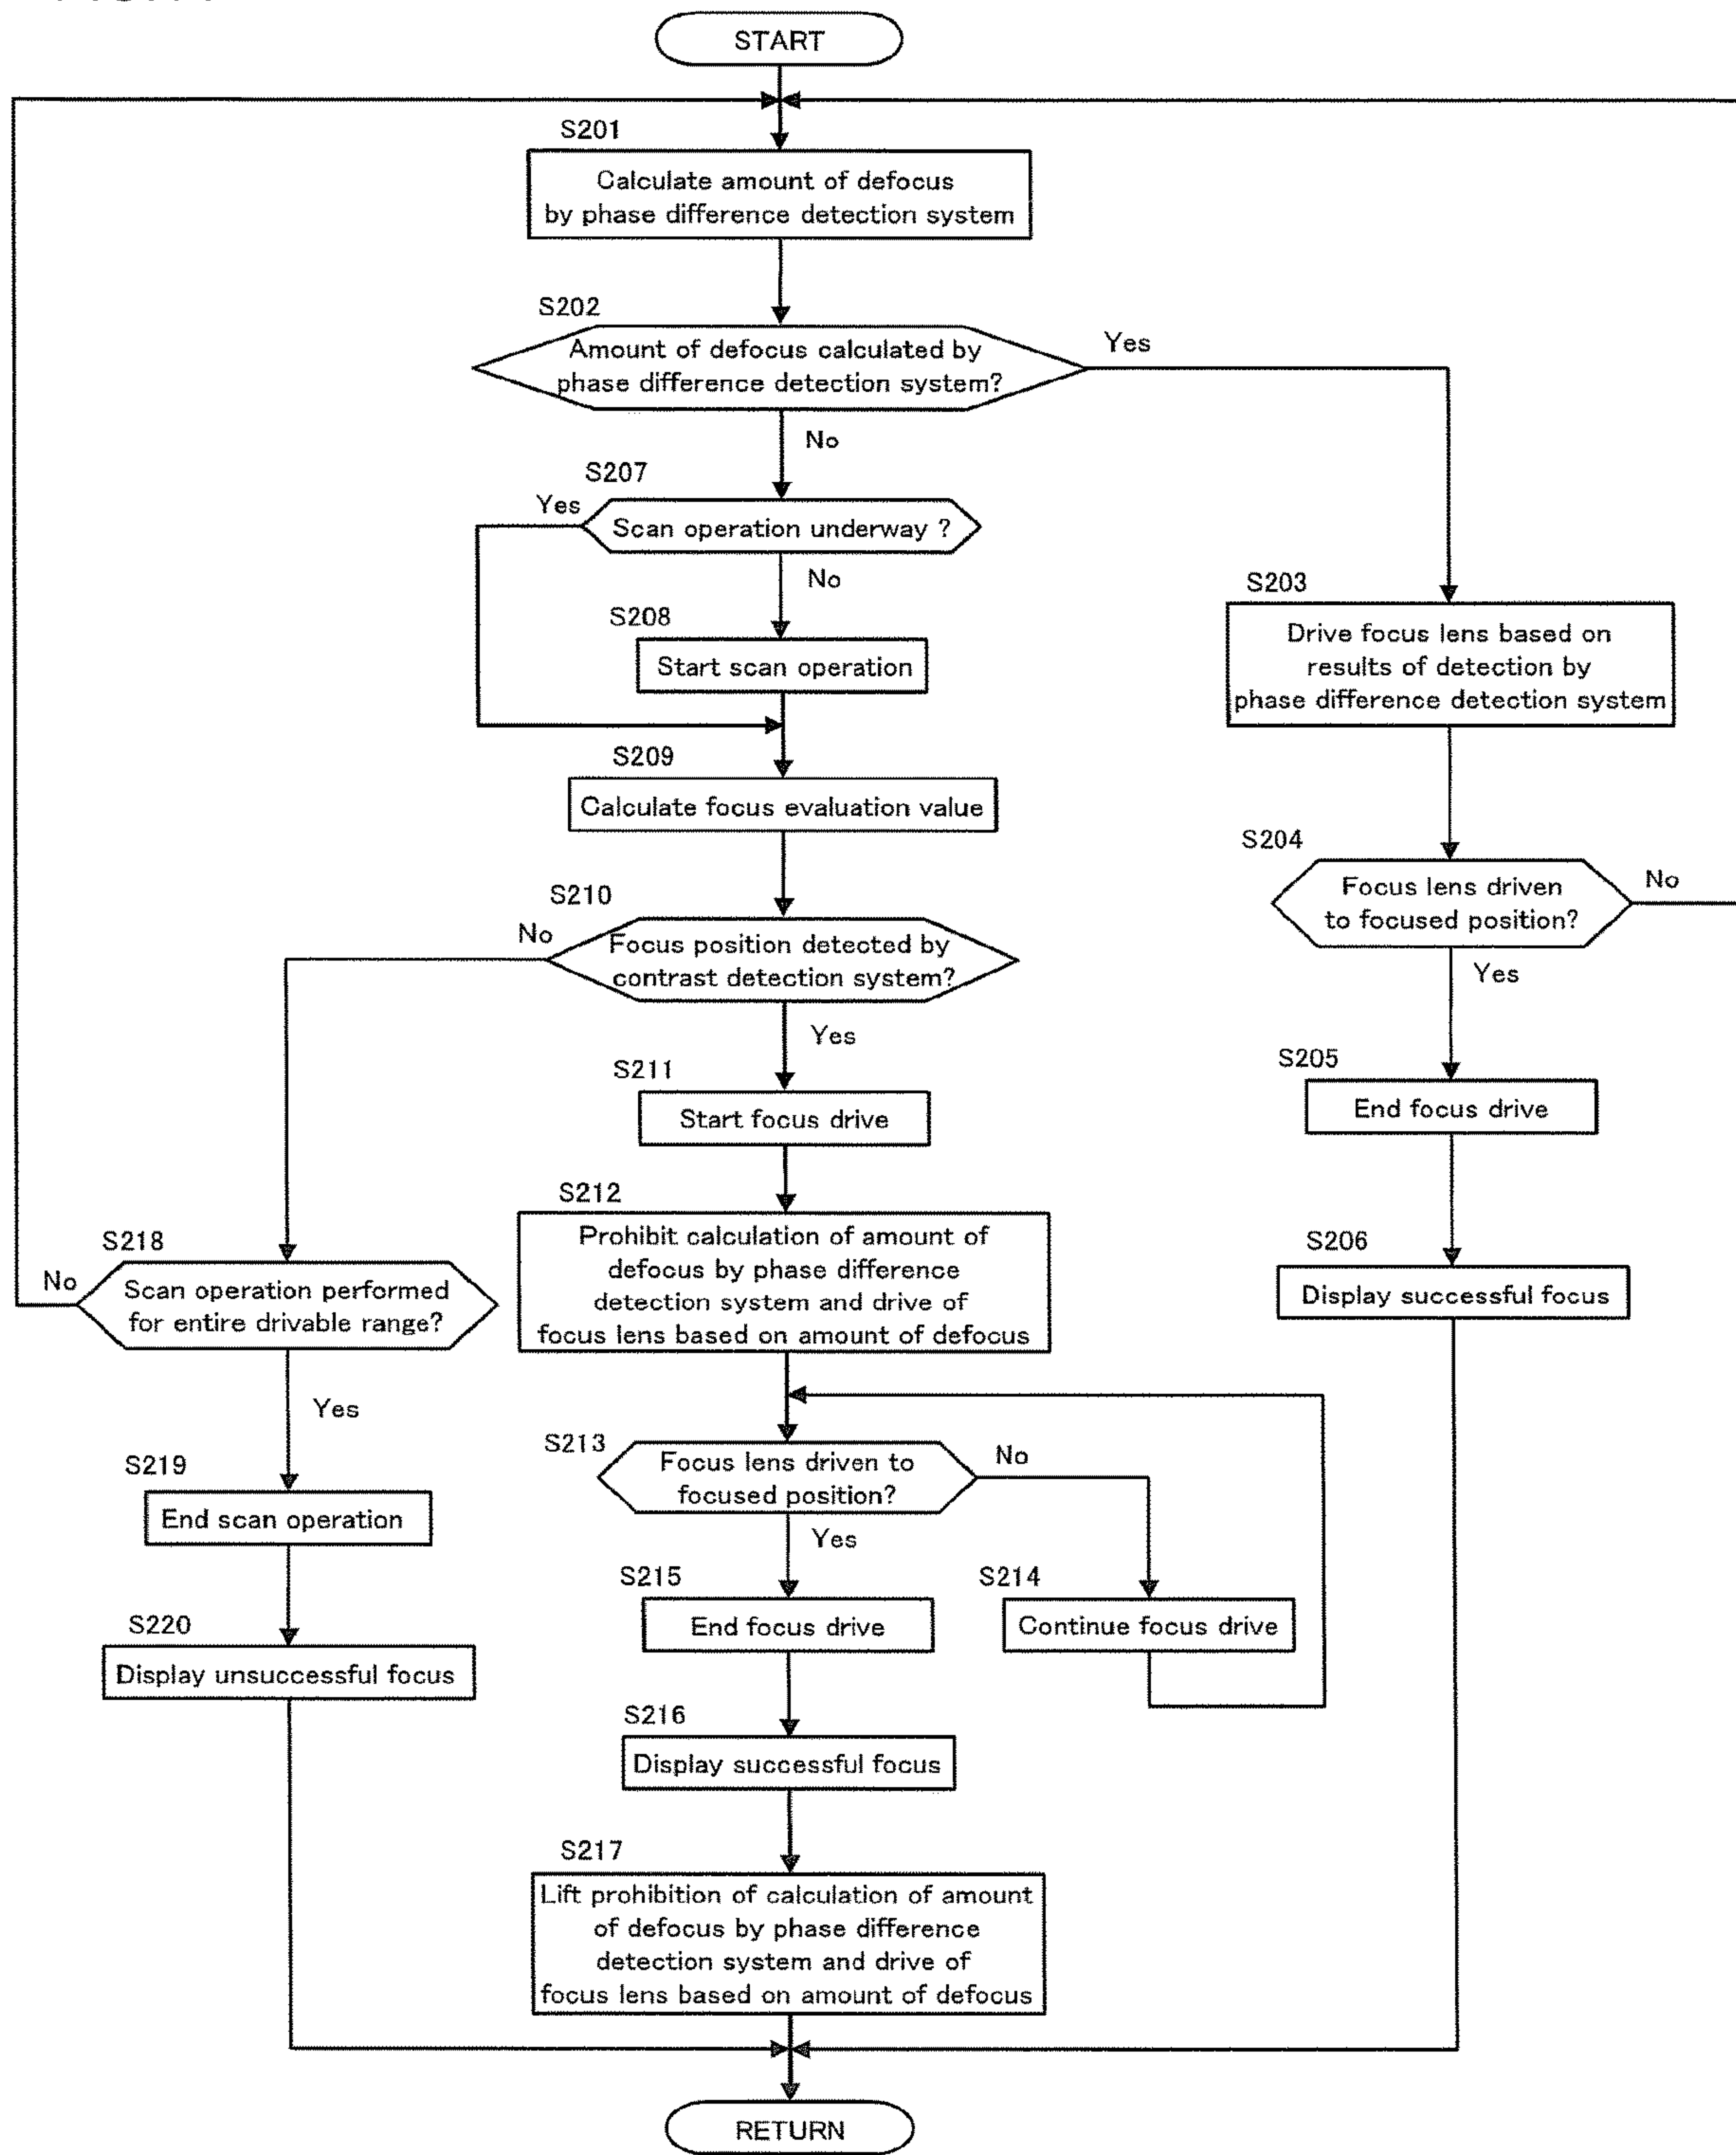 START
S201
Calculate amount of defocus
by phase difference detection system
S202
Amount of defocus calculated by
phase difference detection system?
Yes
No
S207
Yes
Scan operation underway ?
No
S208
Start scan operation
S209
Calculate focus evaluation value
S210
No
Focus position detected by
contrast detection system?
Yes
S211
Start focus drive
S212
Prohibit calculation of amount of
defocus by phase difference
detection system and drive of
focus lens based on amount of defocus
S213
Focus lens driven to
focused position?
No
Yes
S215
End focus drive
S214
Continue focus drive
S216
Display successful focus
S217
Lift prohibition of calculation of amount
of defocus by phase difference
detection system and drive of
focus lens based on amount of defocus
S218
No
Scan operation performed
for entire drivable range?
Yes
S219
End scan operation
S220
Display unsuccessful focus
S203
Drive focus lens based on
results of detection by
phase difference detection system
S204
Focus lens driven
to focused position?
No
Yes
S205
End focus drive
S206
Display successful focus
RETURN